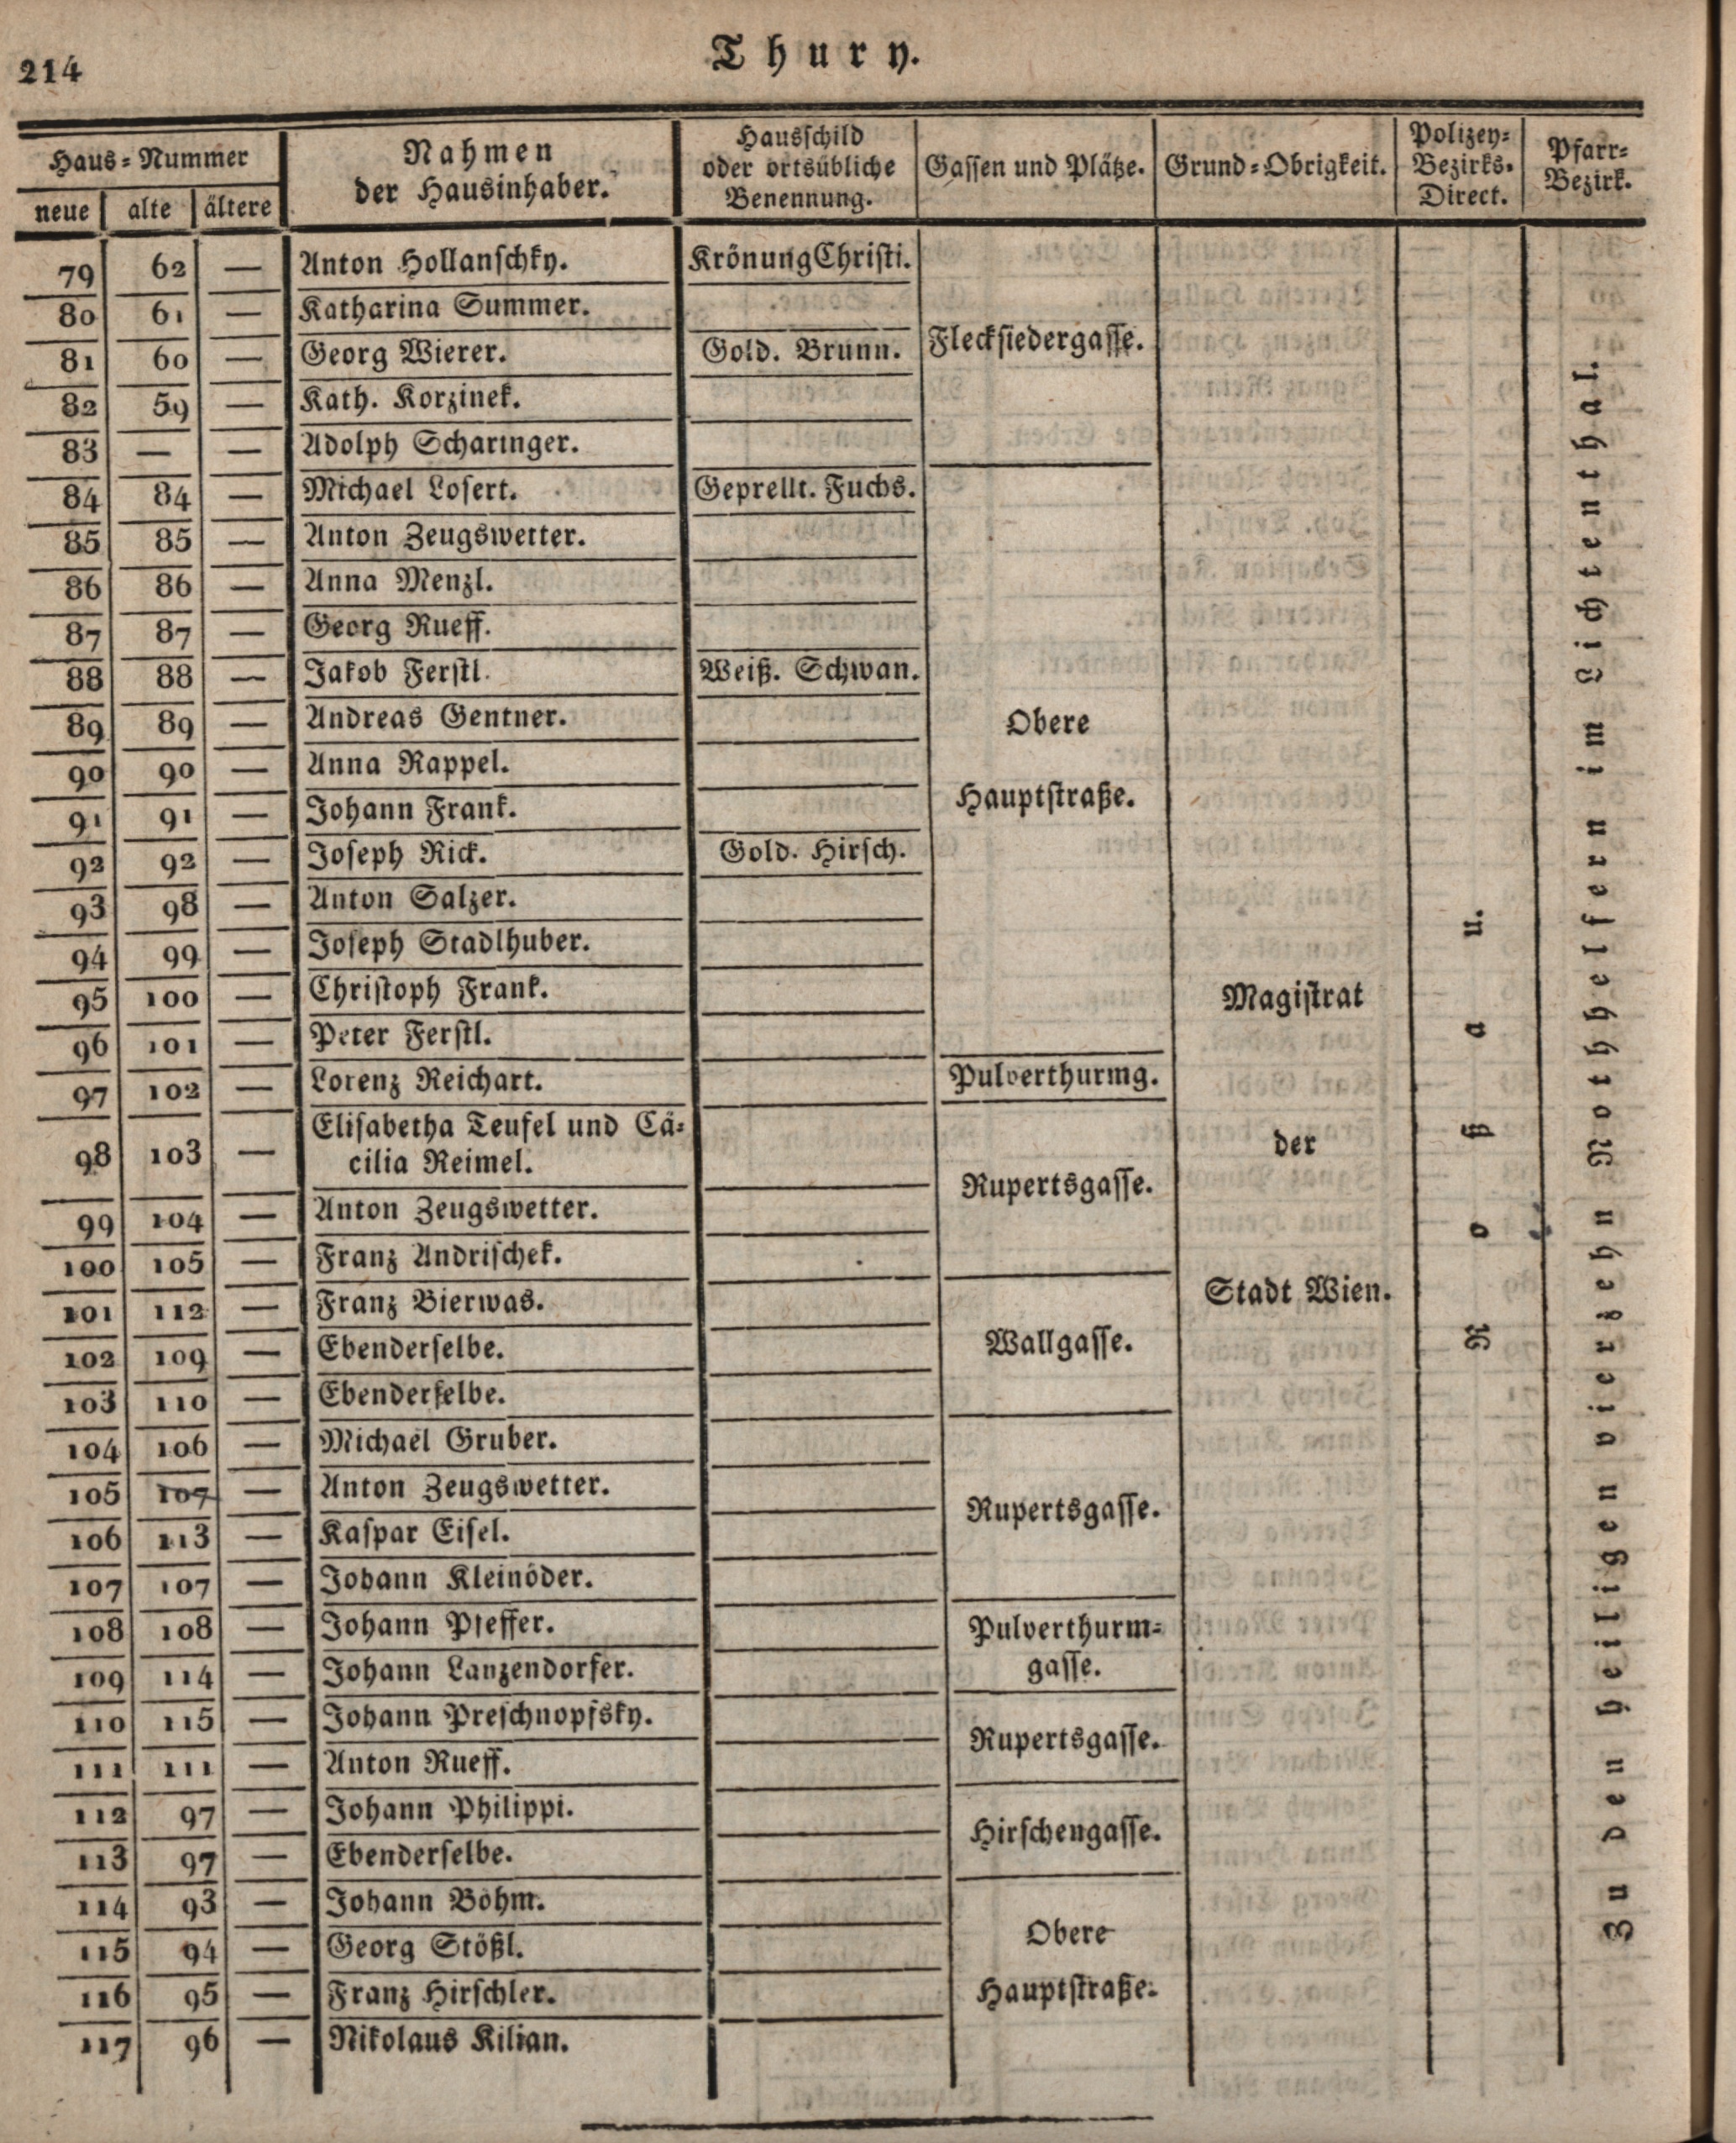 214
Thury.
Haus-Nummer
neue alte ältere
Nahmen
der Hausinhaber.
Hausschild
oder ortsübliche
Benennung.
Gassen und Plätze.
Grund-Obrigkeit.
Polizey-
Bezirks-
Direct.
Pfarr-
Bezirk.
79 62 — Anton Hollanschky. Krönung Christi.
80 61 — Katharina Summer.
81 60 — Georg Wierer. Gold. Brunn.
Flecksiedergasse.
82 59 — Kath. Korzinek.
83 — — Adolph Scharinger.
84 84 — Michael Losert. Geprellt. Fuchs.
85 85 — Anton Zeugswetter.
86 86 — Anna Menzl.
87 87 — Georg Rueff.
88 88 — Jakob Ferstl. Weiß. Schwan.
89 89 — Andreas Gentner.
Obere
90 90 — Anna Rappel.
Hauptstraße.
91 91 — Johann Frank.
92 92 — Joseph Rick. Gold. Hirsch.
93 98 — Anton Salzer.
94 99 — Joseph Stadlhuber.
95 100 — Christoph Frank.
96 101 — Peter Ferstl.
97 102 — Lorenz Reichart. Pulverthurmg.
98 103 — Elisabetha Teufel und Cä-
cilia Reimel.
Rupertsgasse.
99 104 — Anton Zeugswetter.
100 105 — Franz Andrischek.
101 112 — Franz Bierwas.
102 109 — Ebenderselbe. Wallgasse.
103 110 — Ebenderselbe.
104 106 — Michael Gruber.
105 107 — Anton Zeugswetter.
Rupertsgasse.
106 113 — Kaspar Eisel.
107 107 — Johann Kleinöder.
108 108 — Johann Pfeffer. Pulverthurm-
109 114 — Johann Lanzendorfer. gasse.
110 115 — Johann Preschnopfsky.
Rupertsgasse.
111 111 — Anton Rueff.
112 97 — Johann Philippi.
Hirschengasse.
113 97 — Ebenderselbe.
114 93 — Johann Böhm.
Obere
115 94 — Georg Stößl.
116 95 — Franz Hirschler. Hauptstraße.
117 96 — Nikolaus Kilian.
Magistrat
der
Stadt Wien.
Roßau.
Zu den heiligen vierzehn Nothhelfern im Lichtenthal.